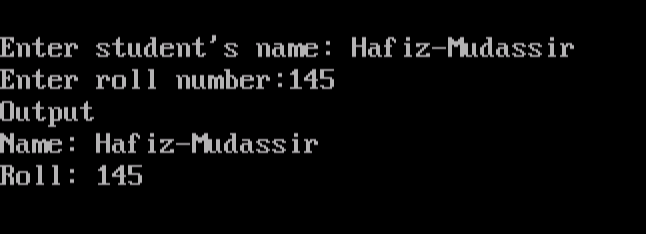 Enter student's name: Hafiz-Mudassir
Enter roll number:145
Output
Name: Hafiz-Mudassir
Roll: 145